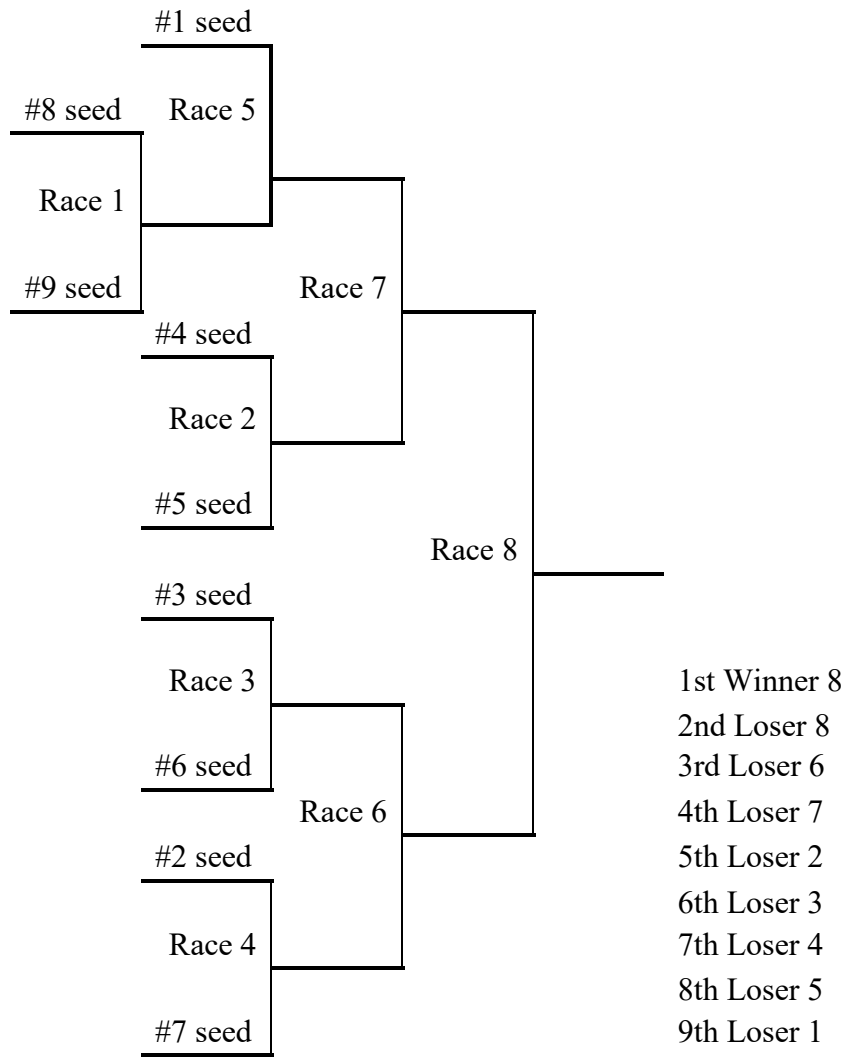 #1 seed
#8 seed
Race 5
Race 1
#9 seed
Race 7
#4 seed
Race 2
#5 seed
Race 8
#3 seed
Race 3
#6 seed
Race 6
#2 seed
Race 4
#7 seed
1st Winner 8
2nd Loser 8
3rd Loser 6
4th Loser 7
5th Loser 2
6th Loser 3
7th Loser 4
8th Loser 5
9th Loser 1